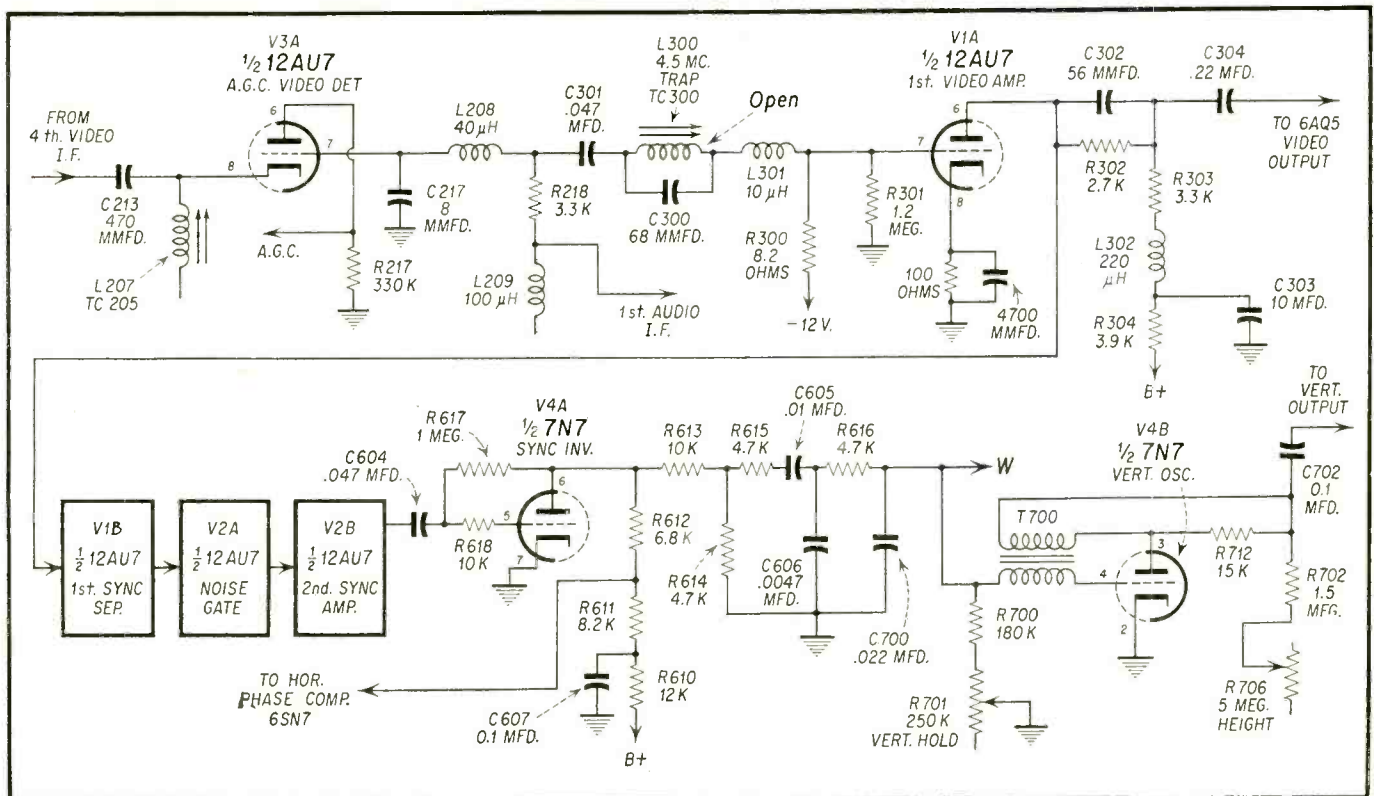 V3A
½ 12AU7
A.G.C. VIDEO DET
FROM
4 th. VIDEO
I.F.
6
7
8
C213
470
MMFD.
L207
TC 205
A.G.C.
R217
330 K
C217
8
MMFD.
L208
40 µH
R218
3.3 K
L209
100 µH
1st. AUDIO
I.F.
C301
.047
MFD.
L300
4.5 MC.
TRAP
TC 300
Open
C300
68 MMFD.
L301
10 µH
R300
8.2
OHMS
-12 V.
R301
1.2
MEG.
V1A
½ 12AU7
1st. VIDEO AMP.
6
7
8
100
OHMS
4700
MMFD.
C302
56 MMFD.
C304
.22 MFD.
TO 6AQ5
VIDEO
OUTPUT
R302
2.7 K
R303
3.3 K
L302
220
µH
C303
10 MFD.
R304
3.9 K
B+
V1B
½ 12AU7
1st. SYNC
SEP.
V2A
½ 12AU7
NOISE
GATE
V2B
½ 12AU7
2nd. SYNC
AMP.
C604
.047 MFD.
R617
1 MEG.
R618
10 K
V4A
½ 7N7
SYNC INV.
6
5
7
TO HOR.
PHASE COMP.
6SN7
R612
6.8 K
R611
8.2 K
R610
12 K
C607
0.1 MFD.
B+
R613
10 K
R614
4.7 K
R615
4.7 K
C605
.01 MFD.
R616
4.7 K
C606
.0047
MFD.
C700
.022 MFD.
W
T700
R700
180 K
R701
250 K
VERT. HOLD
V4B
½ 7N7
VERT. OSC.
3
4
2
TO
VERT.
OUTPUT
C702
0.1
MFD.
R712
15 K
R702
1.5
MEG.
R706
5 MEG.
HEIGHT